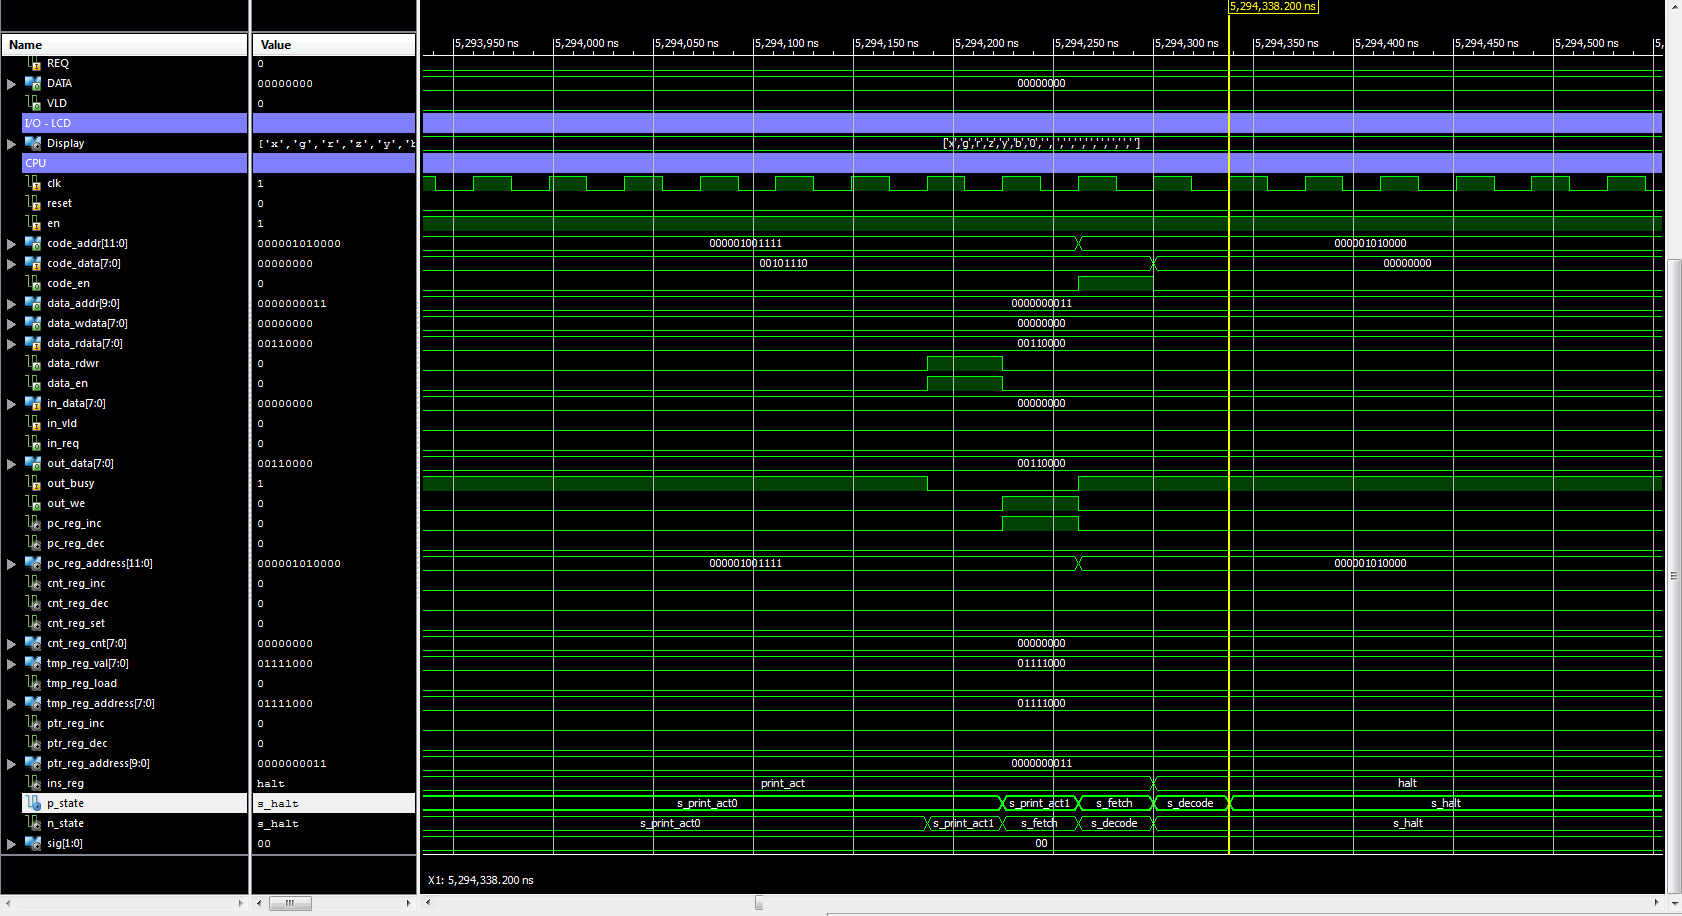 5,294,338.200 ns
Name Value 5,293,950 ns 5,294,000 ns 5,294,050 ns 5,294,100 ns 5,294,150 ns 5,294,200 ns 5,294,250 ns 5,294,300 ns 5,294,350 ns 5,294,400 ns 5,294,450 ns 5,294,500 ns 5,
REQ 0
DATA 00000000 00000000
VLD 0
I/O - LCD
Display ['x','g','r','z','y','b ['x','g','r','z','y','b','0',' ',' ',' ',' ',' ',' ',' ',' ',' ']
CPU
clk 1
reset 0
en 1
code_addr[11:0] 000001010000 000001001111 000001010000
code_data[7:0] 00000000 00101110 00000000
code_en 0
data_addr[9:0] 0000000011 0000000011
data_wdata[7:0] 00000000 00000000
data_rdata[7:0] 00110000 00110000
data_rdwr 0
data_en 0
in_data[7:0] 00000000 00000000
in_vld 0
in_req 0
out_data[7:0] 00110000 00110000
out_busy 1
out_we 0
pc_reg_inc 0
pc_reg_dec 0
pc_reg_address[11:0] 000001010000 000001001111 000001010000
cnt_reg_inc 0
cnt_reg_dec 0
cnt_reg_set 0
cnt_reg_cnt[7:0] 00000000 00000000
tmp_reg_val[7:0] 01111000 01111000
tmp_reg_load 0
tmp_reg_address[7:0] 01111000 01111000
ptr_reg_inc 0
ptr_reg_dec 0
ptr_reg_address[9:0] 0000000011 0000000011
ins_reg halt print_act halt
p_state s_halt s_print_act0 s_print_act1 s_fetch s_decode s_halt
n_state s_halt s_print_act0 s_print_act1 s_fetch s_decode s_halt
sig[1:0] 00 00
X1: 5,294,338.200 ns